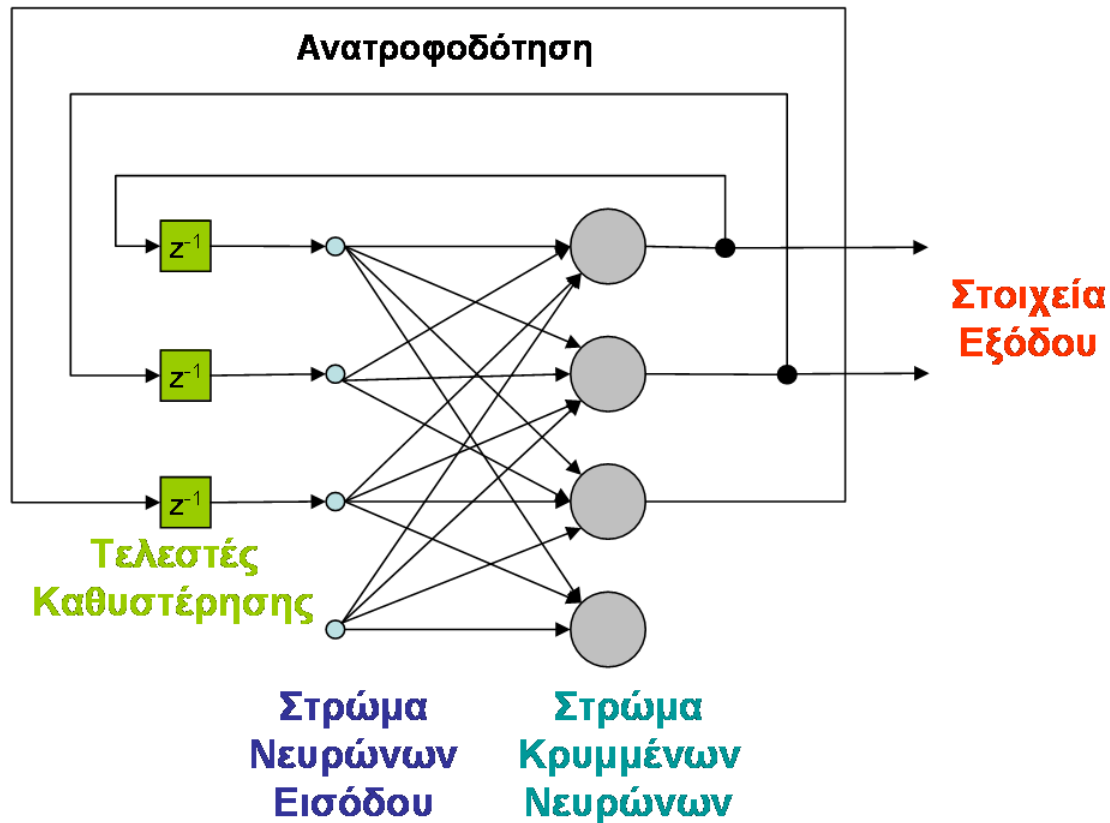 Ανατροφοδότηση
z⁻¹
z⁻¹
z⁻¹
Στοιχεία
Εξόδου
Τελεστές
Καθυστέρησης
Στρώμα
Νευρώνων
Εισόδου
Στρώμα
Κρυμμένων
Νευρώνων